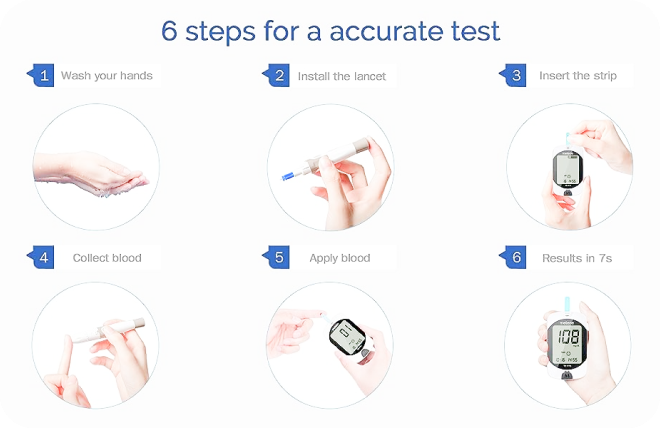 6 steps for a accurate test
1 Wash your hands
2 Install the lancet
3 Insert the strip
4 Collect blood
5 Apply blood
6 Results in 7s
108